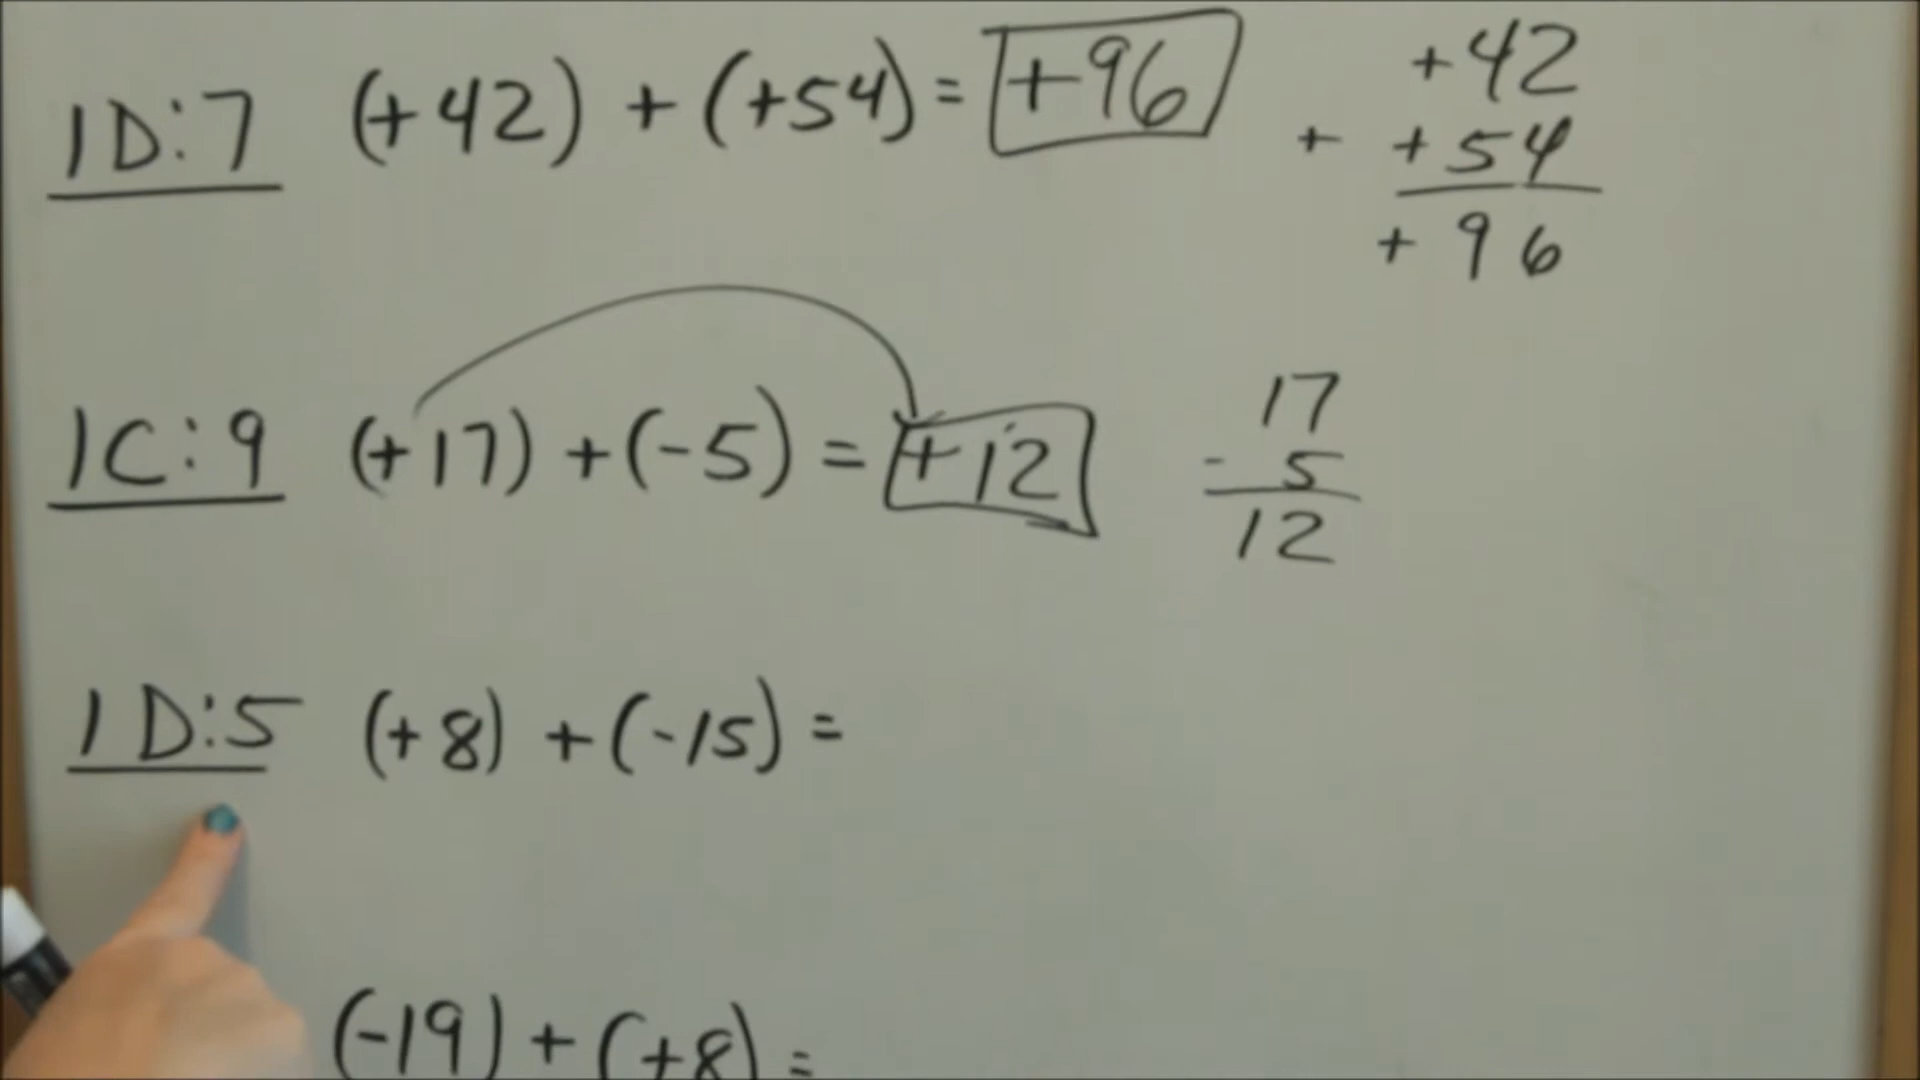 1D:7 (+42) + (+54) = +96
+42
+ +54
+96
1C:9 (+17) + (-5) = +12
17
- 5
12
1D:5 (+8) + (-15) =
(-19) + (+8) =